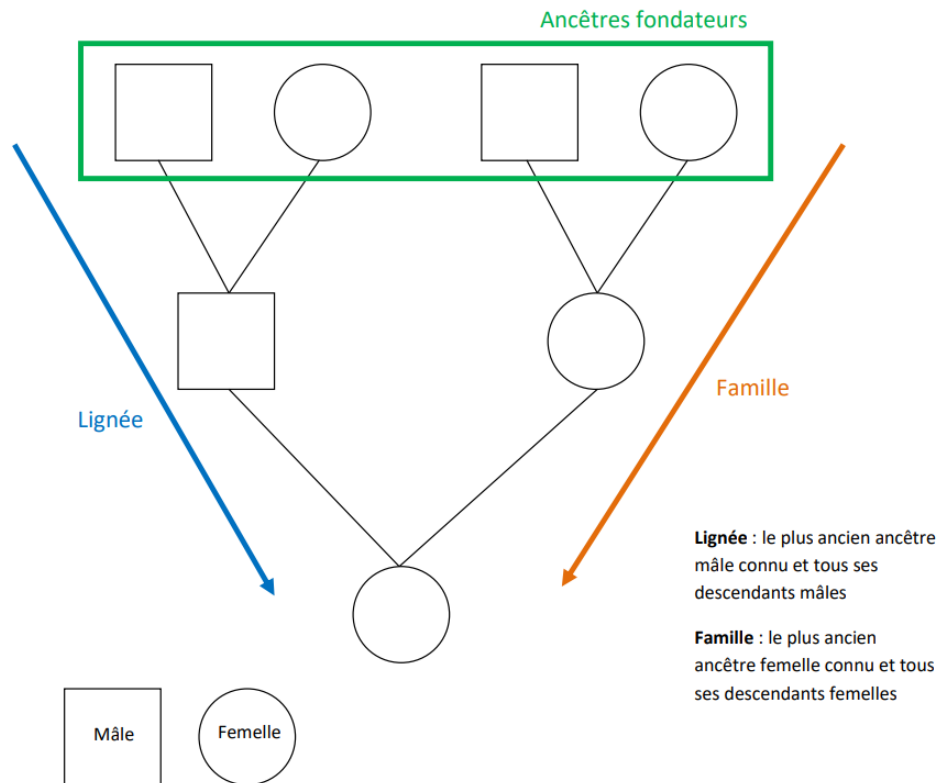 Ancêtres fondateurs
Famille
Lignée
Lignée : le plus ancien ancêtre
mâle connu et tous ses
descendants mâles
Famille : le plus ancien
ancêtre femelle connu et tous
ses descendants femelles
Mâle
Femelle